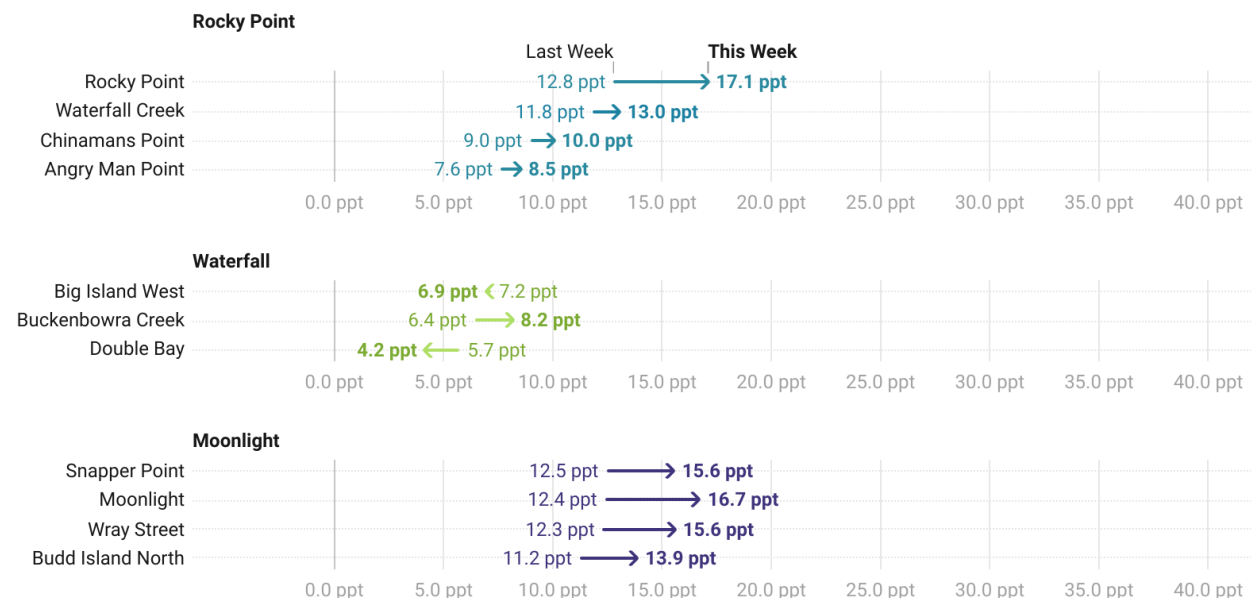 Rocky Point
Last Week This Week
Rocky Point 12.8 ppt 17.1 ppt
Waterfall Creek 11.8 ppt 13.0 ppt
Chinamans Point 9.0 ppt 10.0 ppt
Angry Man Point 7.6 ppt 8.5 ppt
0.0 ppt 5.0 ppt 10.0 ppt 15.0 ppt 20.0 ppt 25.0 ppt 30.0 ppt 35.0 ppt 40.0 ppt
Waterfall
Big Island West 6.9 ppt 7.2 ppt
Buckenbowra Creek 6.4 ppt 8.2 ppt
Double Bay 4.2 ppt 5.7 ppt
0.0 ppt 5.0 ppt 10.0 ppt 15.0 ppt 20.0 ppt 25.0 ppt 30.0 ppt 35.0 ppt 40.0 ppt
Moonlight
Snapper Point 12.5 ppt 15.6 ppt
Moonlight 12.4 ppt 16.7 ppt
Wray Street 12.3 ppt 15.6 ppt
Budd Island North 11.2 ppt 13.9 ppt
0.0 ppt 5.0 ppt 10.0 ppt 15.0 ppt 20.0 ppt 25.0 ppt 30.0 ppt 35.0 ppt 40.0 ppt